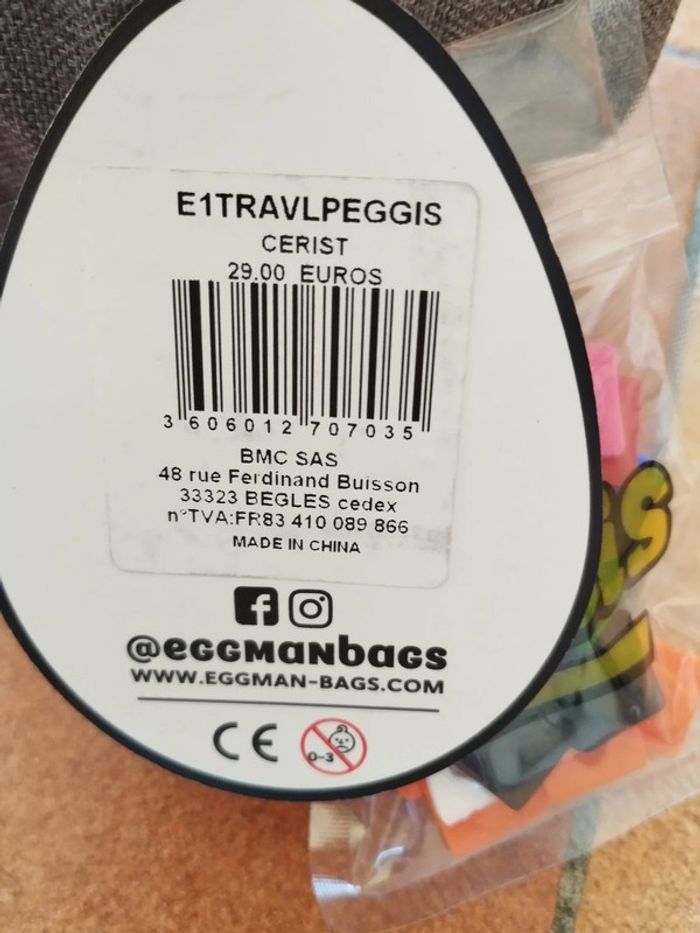 E1TRAVLPEGGIS
CERIST
29.00 EUROS
3 606012 707035
BMC SAS
48 rue Ferdinand Buisson
33323 BEGLES cedex
n°TVA:FR83 410 089 866
MADE IN CHINA
@eGGManbaGs
WWW.EGGMAN-BAGS.COM
CE
0-3
is